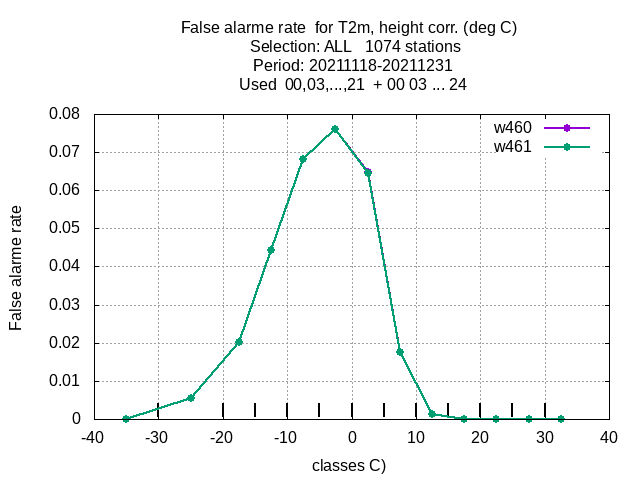 False alarme rate  for T2m, height corr. (deg C)
Selection: ALL   1074 stations
Period: 20211118-20211231
Used  00,03,...,21  + 00 03 ... 24
w460
w461
0.08
0.07
0.06
0.05
0.04
0.03
0.02
0.01
0
False alarme rate
-40 -30 -20 -10 0 10 20 30 40
classes C)